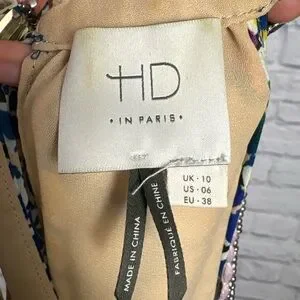 HD
• IN PARIS •
UK • 10
US • 06
EU • 38
MADE IN CHINA
FABRIQUÉ EN CHINE